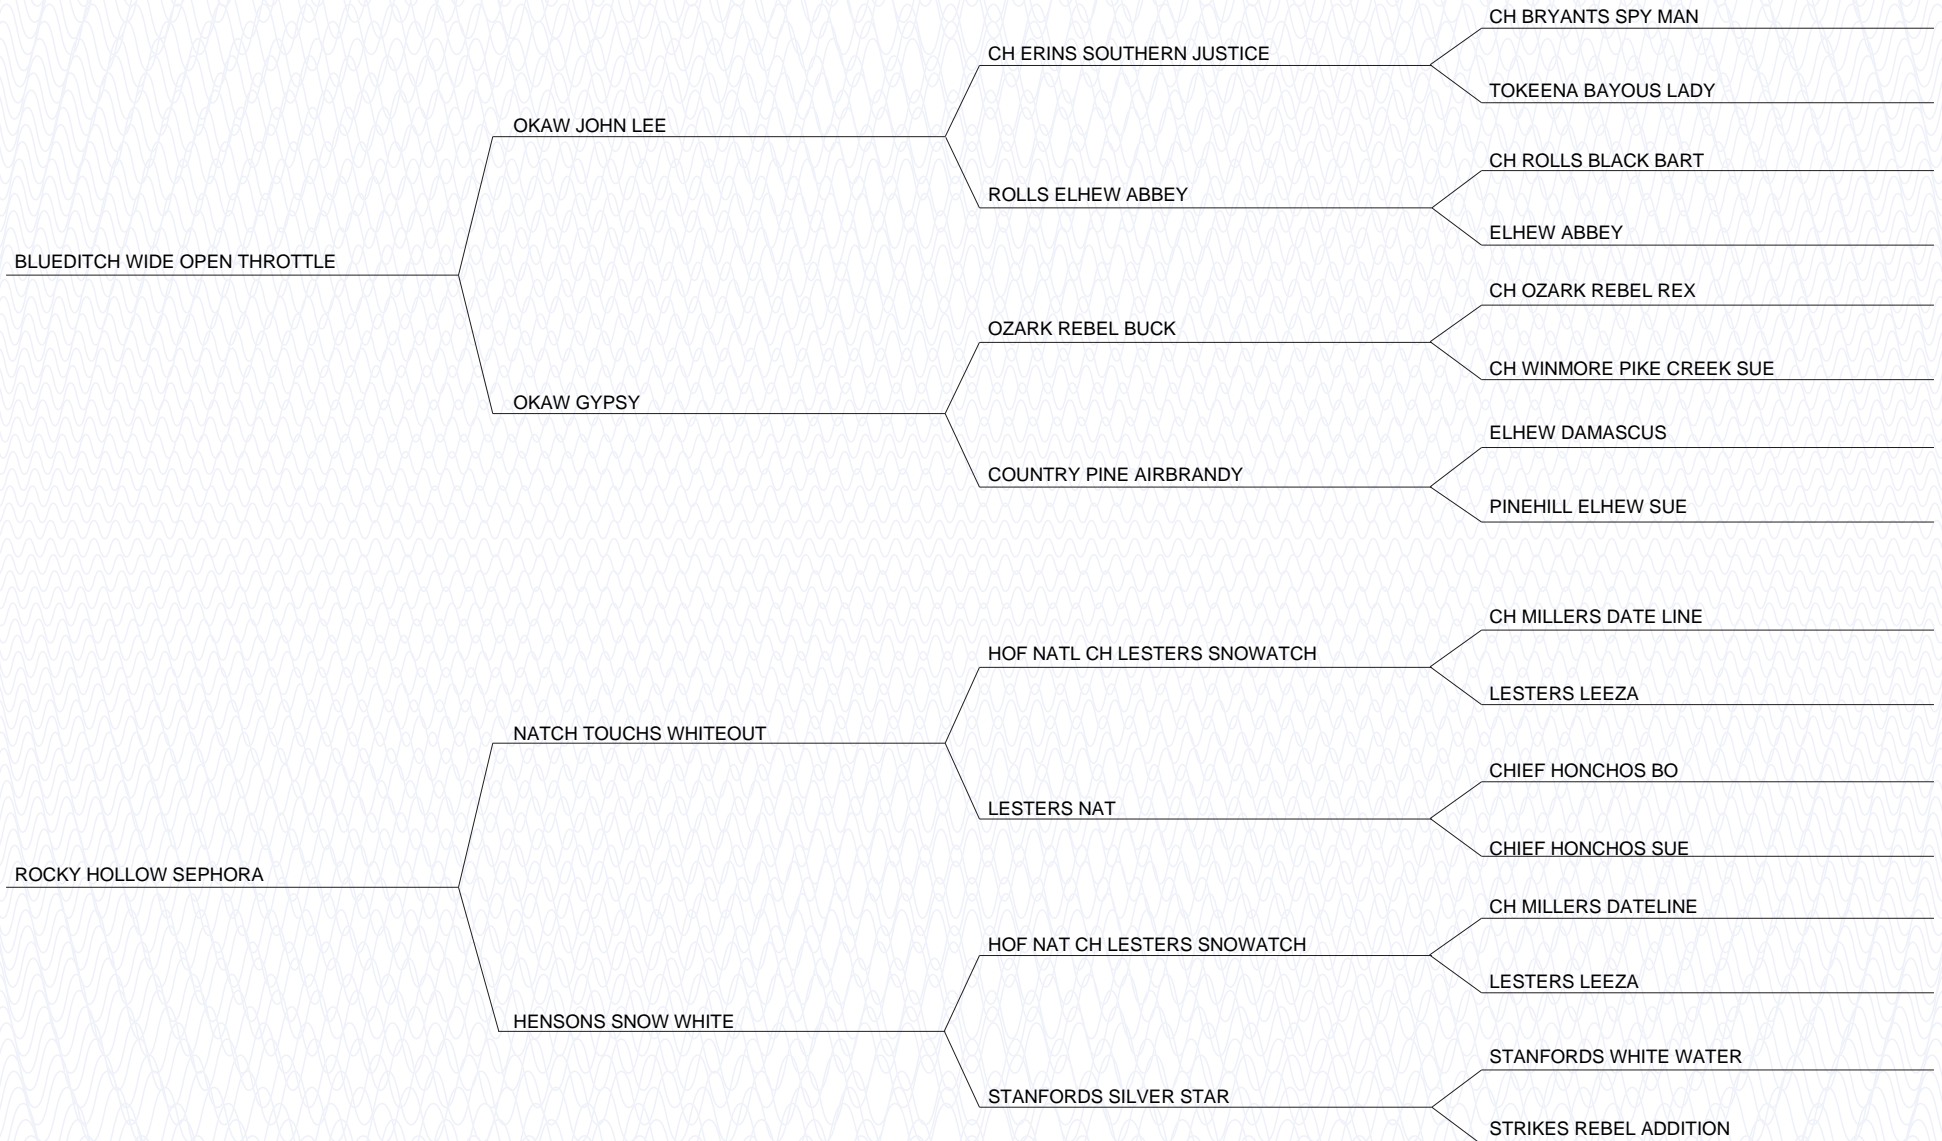 CH BRYANTS SPY MAN
CH ERINS SOUTHERN JUSTICE
TOKEENA BAYOUS LADY
OKAW JOHN LEE
CH ROLLS BLACK BART
ROLLS ELHEW ABBEY
ELHEW ABBEY
BLUEDITCH WIDE OPEN THROTTLE
CH OZARK REBEL REX
OZARK REBEL BUCK
CH WINMORE PIKE CREEK SUE
OKAW GYPSY
ELHEW DAMASCUS
COUNTRY PINE AIRBRANDY
PINEHILL ELHEW SUE
CH MILLERS DATE LINE
HOF NATL CH LESTERS SNOWATCH
LESTERS LEEZA
NATCH TOUCHS WHITEOUT
CHIEF HONCHOS BO
LESTERS NAT
CHIEF HONCHOS SUE
ROCKY HOLLOW SEPHORA
CH MILLERS DATELINE
HOF NAT CH LESTERS SNOWATCH
LESTERS LEEZA
HENSONS SNOW WHITE
STANFORDS WHITE WATER
STANFORDS SILVER STAR
STRIKES REBEL ADDITION